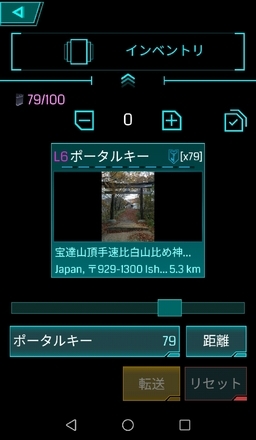 インベントリ
79/100
0
L6 ポータルキー [x79]
宝達山頂手速比白山比め神...
Japan, 〒929-1300 Ish... 5.3 km
ポータルキー 79 距離
転送 リセット